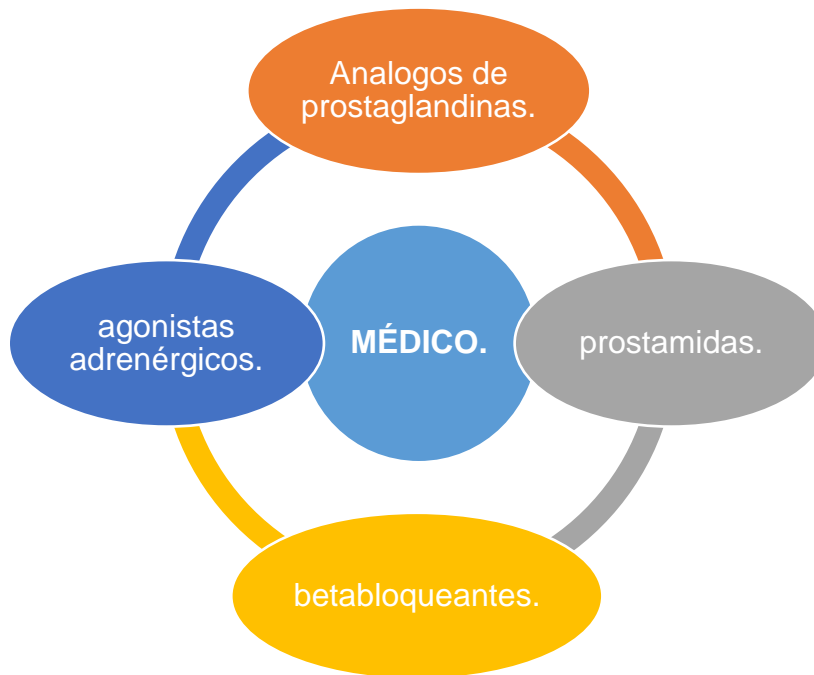 Analogos de
prostaglandinas.
agonistas
adrenérgicos.
MÉDICO.
prostamidas.
betabloqueantes.